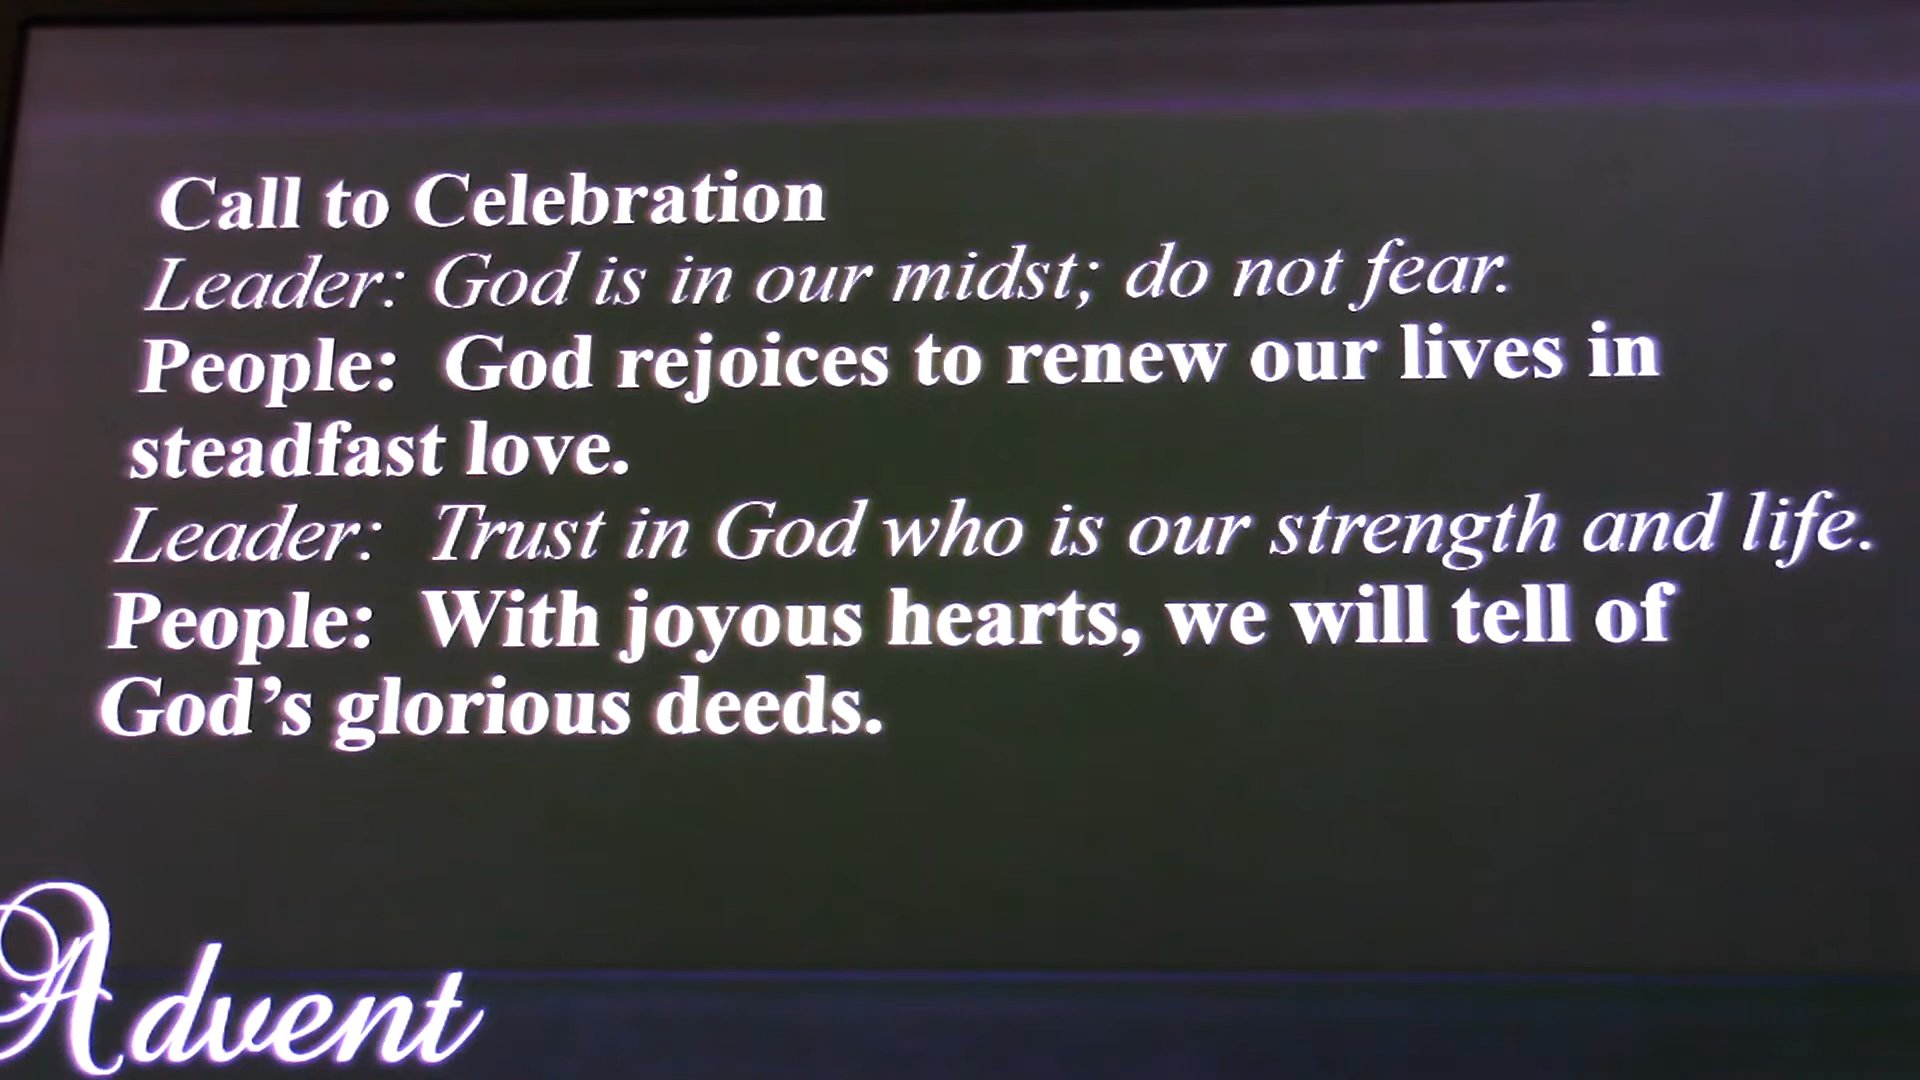 Call to Celebration
Leader: God is in our midst; do not fear.
People: God rejoices to renew our lives in
steadfast love.
Leader: Trust in God who is our strength and life.
People: With joyous hearts, we will tell of
God’s glorious deeds.
Advent